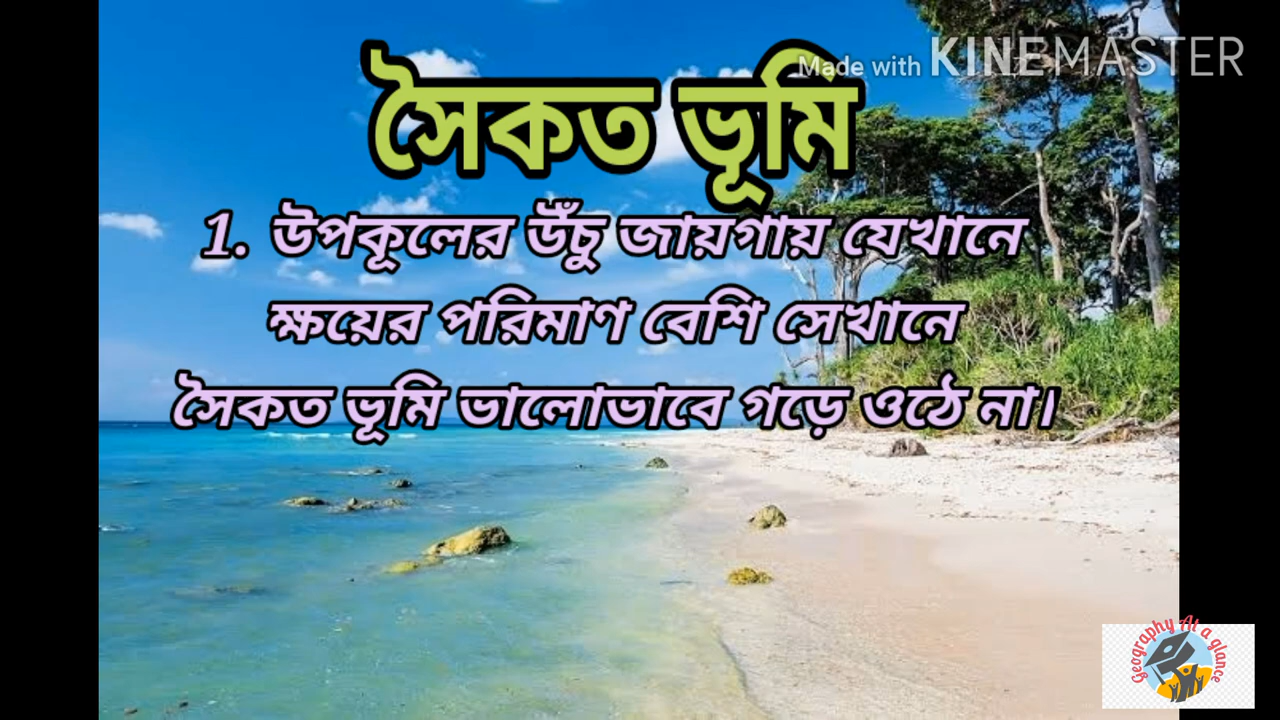 Made with KINEMASTER
সৈকত ভূমি
1. উপকূলের উঁচু জায়গায় যেখানে
ক্ষয়ের পরিমাণ বেশি সেখানে
সৈকত ভূমি ভালোভাবে গড়ে ওঠে না।
Geography At a glance